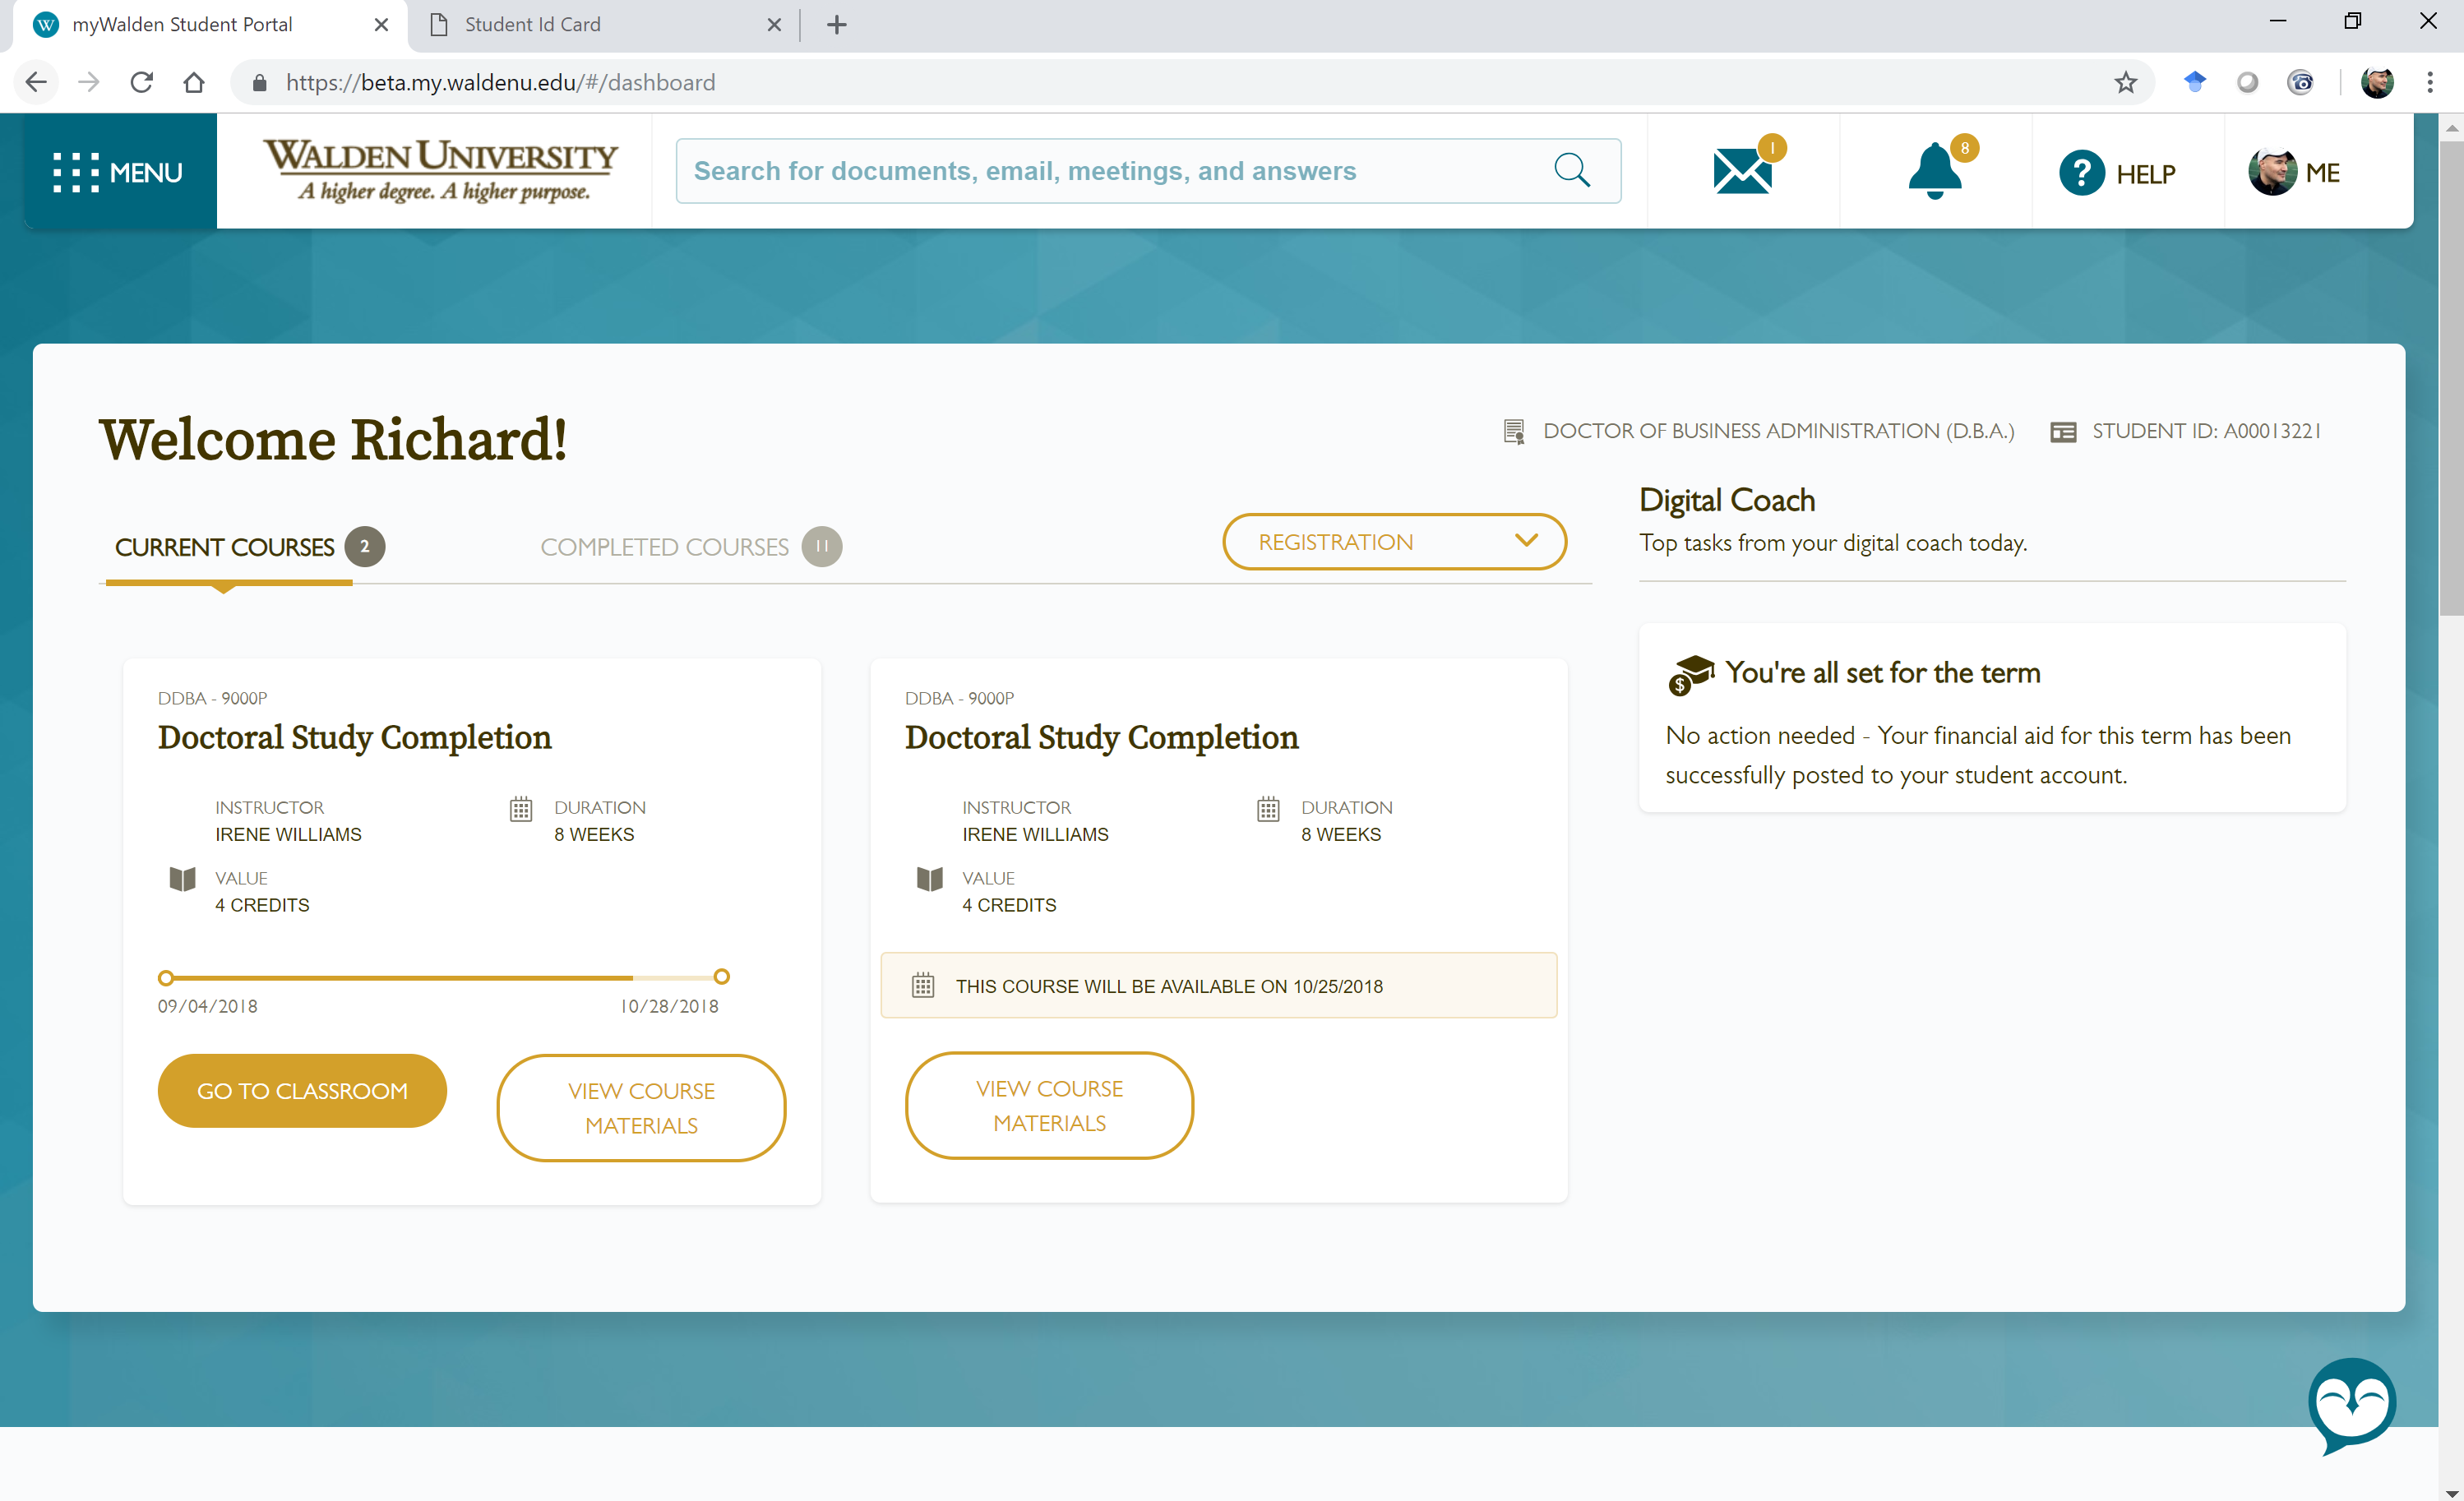 myWalden Student Portal
Student Id Card
https://beta.my.waldenu.edu/#/dashboard
MENU
WALDEN UNIVERSITY
A higher degree. A higher purpose.
Search for documents, email, meetings, and answers
1
8
? HELP
ME
Welcome Richard!
DOCTOR OF BUSINESS ADMINISTRATION (D.B.A.)
STUDENT ID: A00013221
CURRENT COURSES 2
COMPLETED COURSES 11
REGISTRATION
Digital Coach
Top tasks from your digital coach today.
DDBA - 9000P
Doctoral Study Completion
INSTRUCTOR
IRENE WILLIAMS
DURATION
8 WEEKS
VALUE
4 CREDITS
09/04/2018
10/28/2018
GO TO CLASSROOM
VIEW COURSE
MATERIALS
DDBA - 9000P
Doctoral Study Completion
INSTRUCTOR
IRENE WILLIAMS
DURATION
8 WEEKS
VALUE
4 CREDITS
THIS COURSE WILL BE AVAILABLE ON 10/25/2018
VIEW COURSE
MATERIALS
$ You're all set for the term
No action needed - Your financial aid for this term has been
successfully posted to your student account.